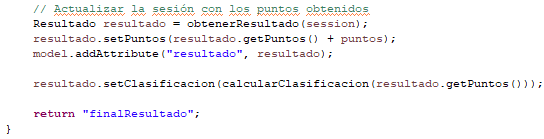 // Actualizar la sesión con los puntos obtenidos
Resultado resultado = obtenerResultado(session);
resultado.setPuntos(resultado.getPuntos() + puntos);
model.addAttribute("resultado", resultado);
resultado.setClasificacion(calcularClasificacion(resultado.getPuntos()));
return "finalResultado";
}